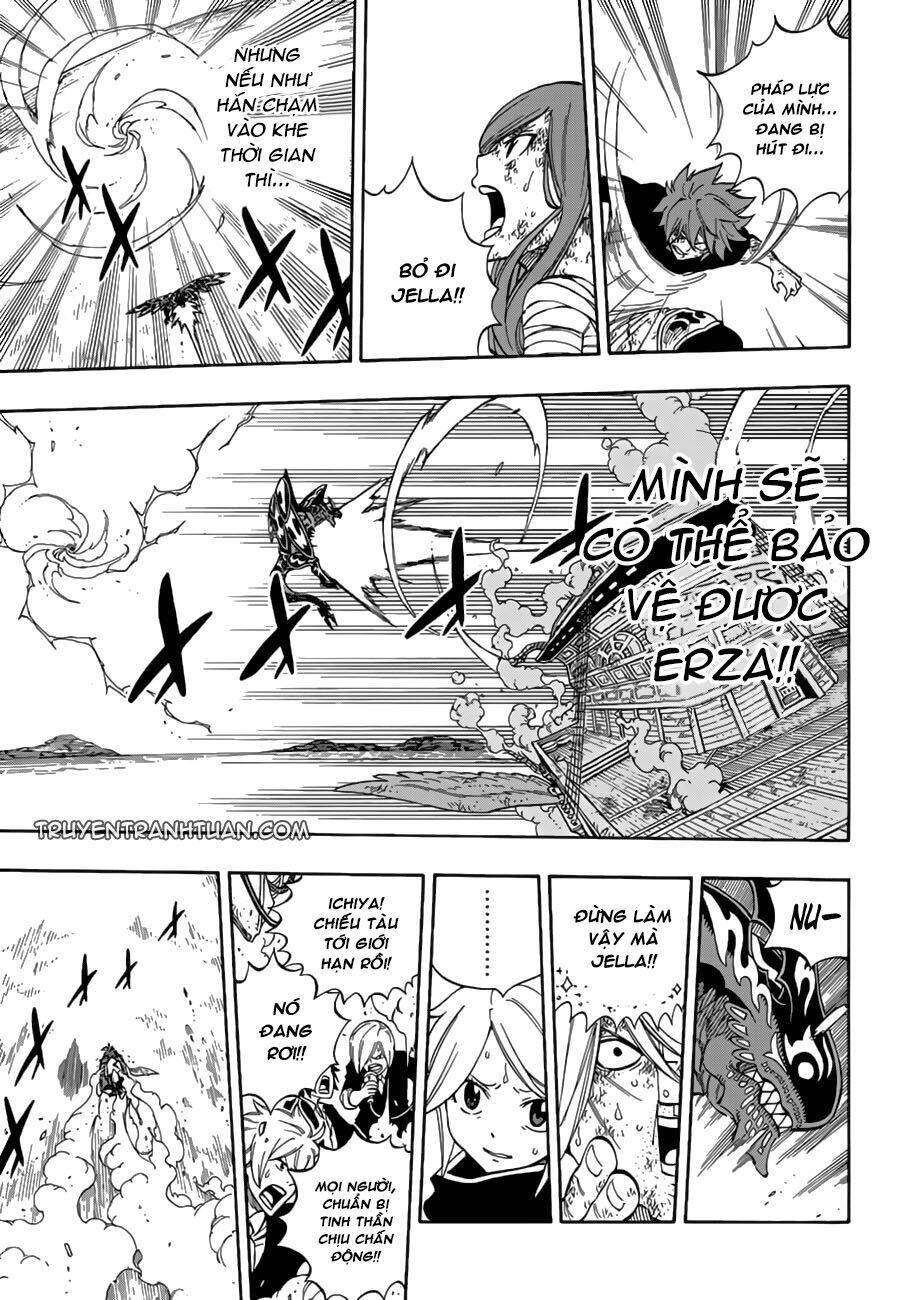 PHÁP LỰC
CỦA MÌNH...
ĐANG BỊ
HÚT ĐI...
BỎ ĐI
JELLA!!
NHƯNG
NẾU NHƯ
HẮN CHẠM
VÀO KHE
THỜI GIAN
THÌ...
MÌNH SẼ
CÓ THỂ BẢO
VỆ ĐƯỢC
ERZA!!
TRUYENTRANHTUAN.COM
NU-
ĐỪNG LÀM
VẬY MÀ
JELLA!!
.........
ICHIYA!
CHIẾU TÀU
TỚI GIỚI
HẠN RỒI!
NÓ
ĐANG
RƠI!
MỌI NGƯỜI,
CHUẨN BỊ
TINH THẦN
CHỊU CHẤN
ĐỘNG!!